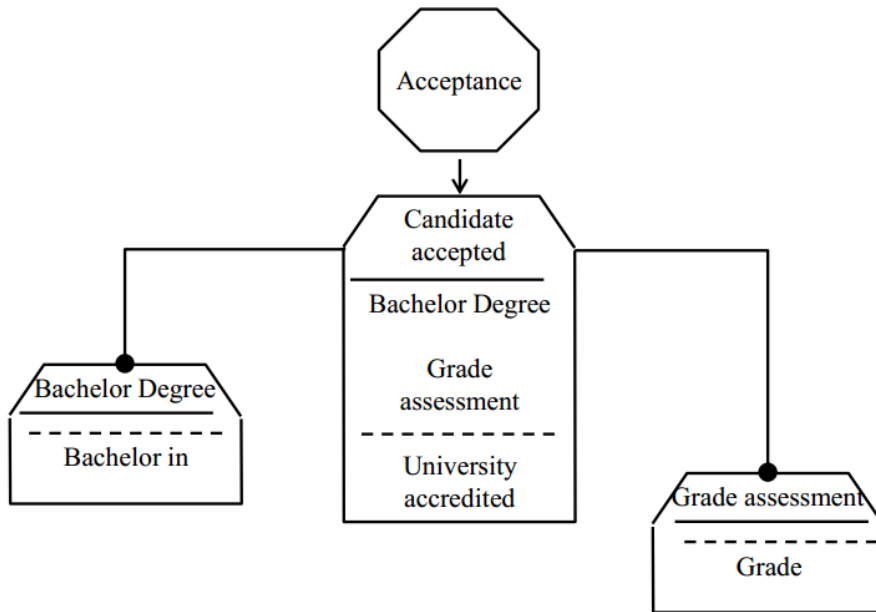 Acceptance
Candidate
accepted
Bachelor Degree
Grade
assessment
University
accredited
Bachelor Degree
Bachelor in
Grade assessment
Grade